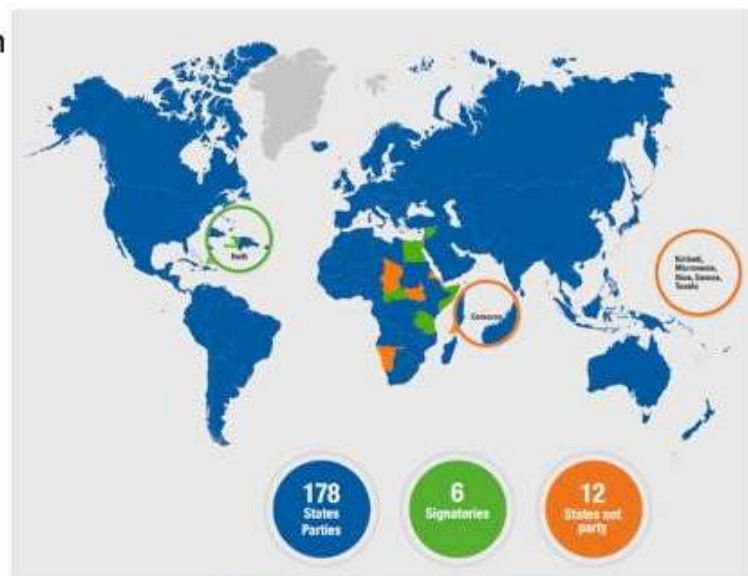 n
Haiti
Comoros
Kiribati,
Micronesia,
Niue, Samoa,
Tuvalu
178
States
Parties
6
Signatories
12
States not
party